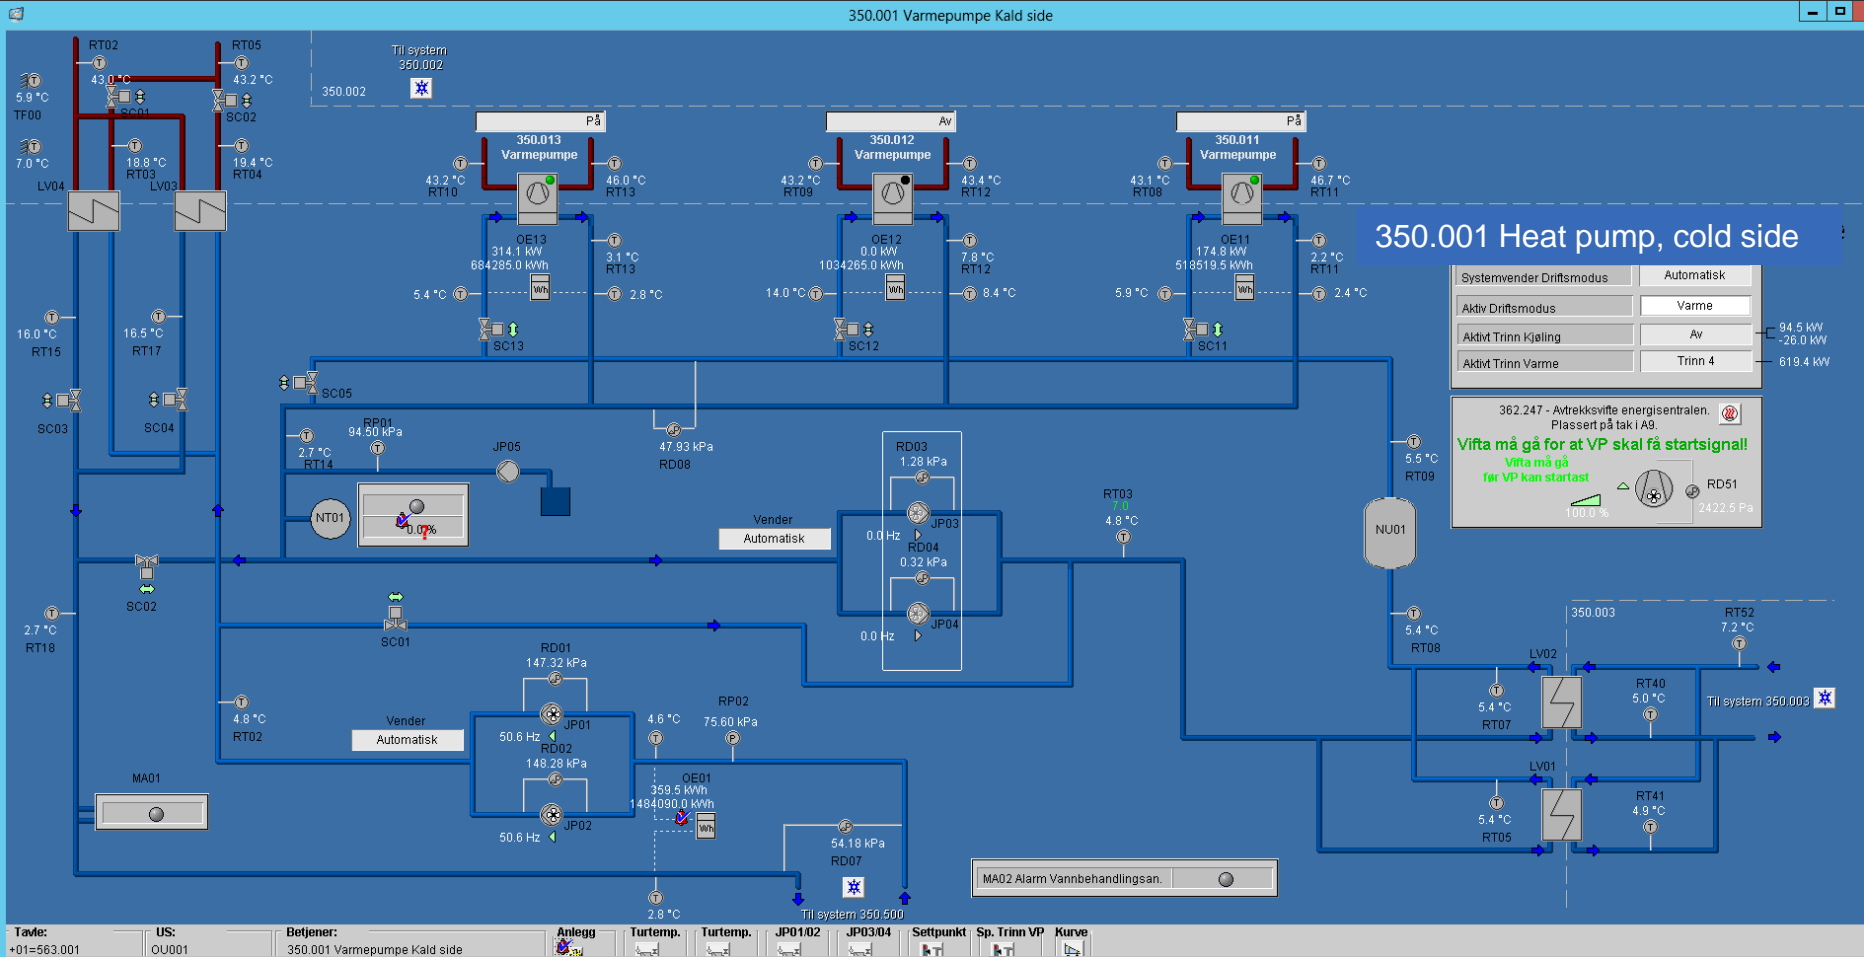 350.001 Varmepumpe Kald side
RT02
43.0 °C
RT05
43.2 °C
Til system
350.002
350.002
5.9 °C
TF00
SC01
SC02
7.0 °C
18.8 °C
RT03
19.4 °C
RT04
LV04
LV03
På
350.013
Varmepumpe
43.2 °C
RT10
46.0 °C
RT13
Av
350.012
Varmepumpe
43.2 °C
RT09
43.4 °C
RT12
På
350.011
Varmepumpe
43.1 °C
RT08
46.7 °C
RT11
350.001 Heat pump, cold side
OE13
314.1 kW
684285.0 kWh
Wh
3.1 °C
RT13
5.4 °C
2.8 °C
SC13
OE12
0.0 kW
1034265.0 kWh
Wh
7.8 °C
RT12
14.0 °C
8.4 °C
SC12
OE11
174.8 kW
518519.5 kWh
Wh
2.2 °C
RT11
5.9 °C
2.4 °C
SC11
Systemvender Driftsmodus
Automatisk
Aktiv Driftsmodus
Varme
Aktivt Trinn Kjøling
Av
94.5 kW
-26.0 kW
Aktivt Trinn Varme
Trinn 4
619.4 kW
16.0 °C
RT15
16.5 °C
RT17
SC03
SC04
SC05
362.247 - Avtrekksvifte energisentralen.
Plassert på tak i A9.
Vifta må gå for at VP skal få startsignal!
Vifta må gå
før VP kan startast
100.0 %
RD51
2422.5 Pa
RP01
94.50 kPa
2.7 °C
RT14
JP05
47.93 kPa
RD08
NT01
0.0 %
?
RD03
1.28 kPa
JP03
0.0 Hz
RD04
0.32 kPa
JP04
0.0 Hz
Vender
Automatisk
RT03
7.0
4.8 °C
5.5 °C
RT09
NU01
5.4 °C
RT08
SC02
SC01
2.7 °C
RT18
350.003
RT52
7.2 °C
LV02
5.4 °C
RT07
RT40
5.0 °C
Til system 350.003
LV01
5.4 °C
RT05
RT41
4.9 °C
4.8 °C
RT02
Vender
Automatisk
RD01
147.32 kPa
JP01
50.6 Hz
RD02
148.28 kPa
JP02
50.6 Hz
4.6 °C
RP02
75.60 kPa
OE01
359.5 kWh
1484090.0 kWh
Wh
2.8 °C
54.18 kPa
RD07
Til system 350.500
MA01
MA02 Alarm Vannbehandlingsan.
Tavle:
+01=563.001
US:
OU001
Betjener:
350.001 Varmepumpe Kald side
Anlegg
Turtemp.
Turtemp.
JP01/02
JP03/04
Settpunkt
Sp. Trinn VP
Kurve